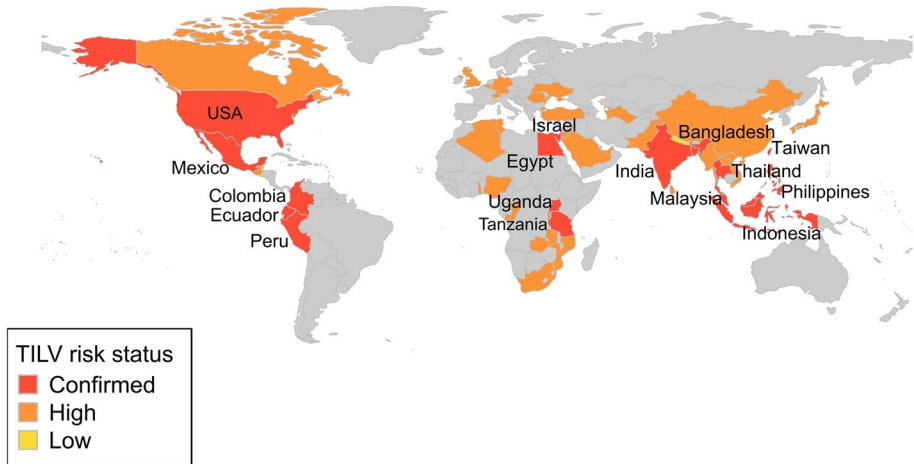 USA
Israel
Bangladesh
Mexico
Egypt
Taiwan
India
Thailand
Colombia
Malaysia
Philippines
Ecuador
Uganda
Tanzania
Peru
Indonesia
TILV risk status
Confirmed
High
Low